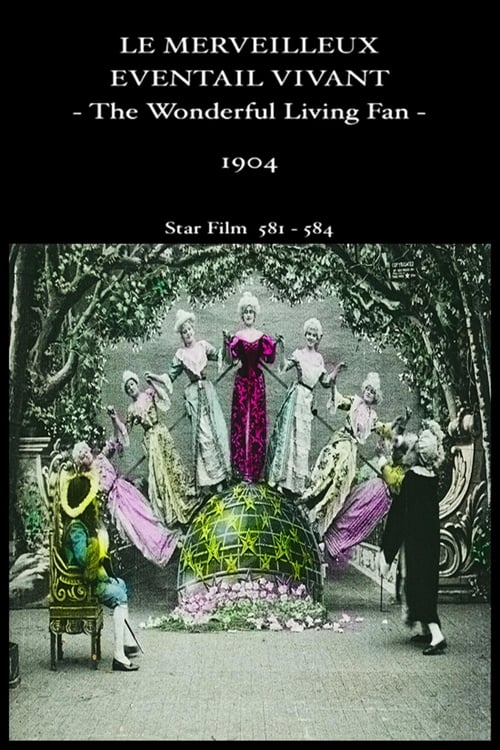 LE MERVEILLEUX
EVENTAIL VIVANT
- The Wonderful Living Fan -
1904
Star Film 581 - 584